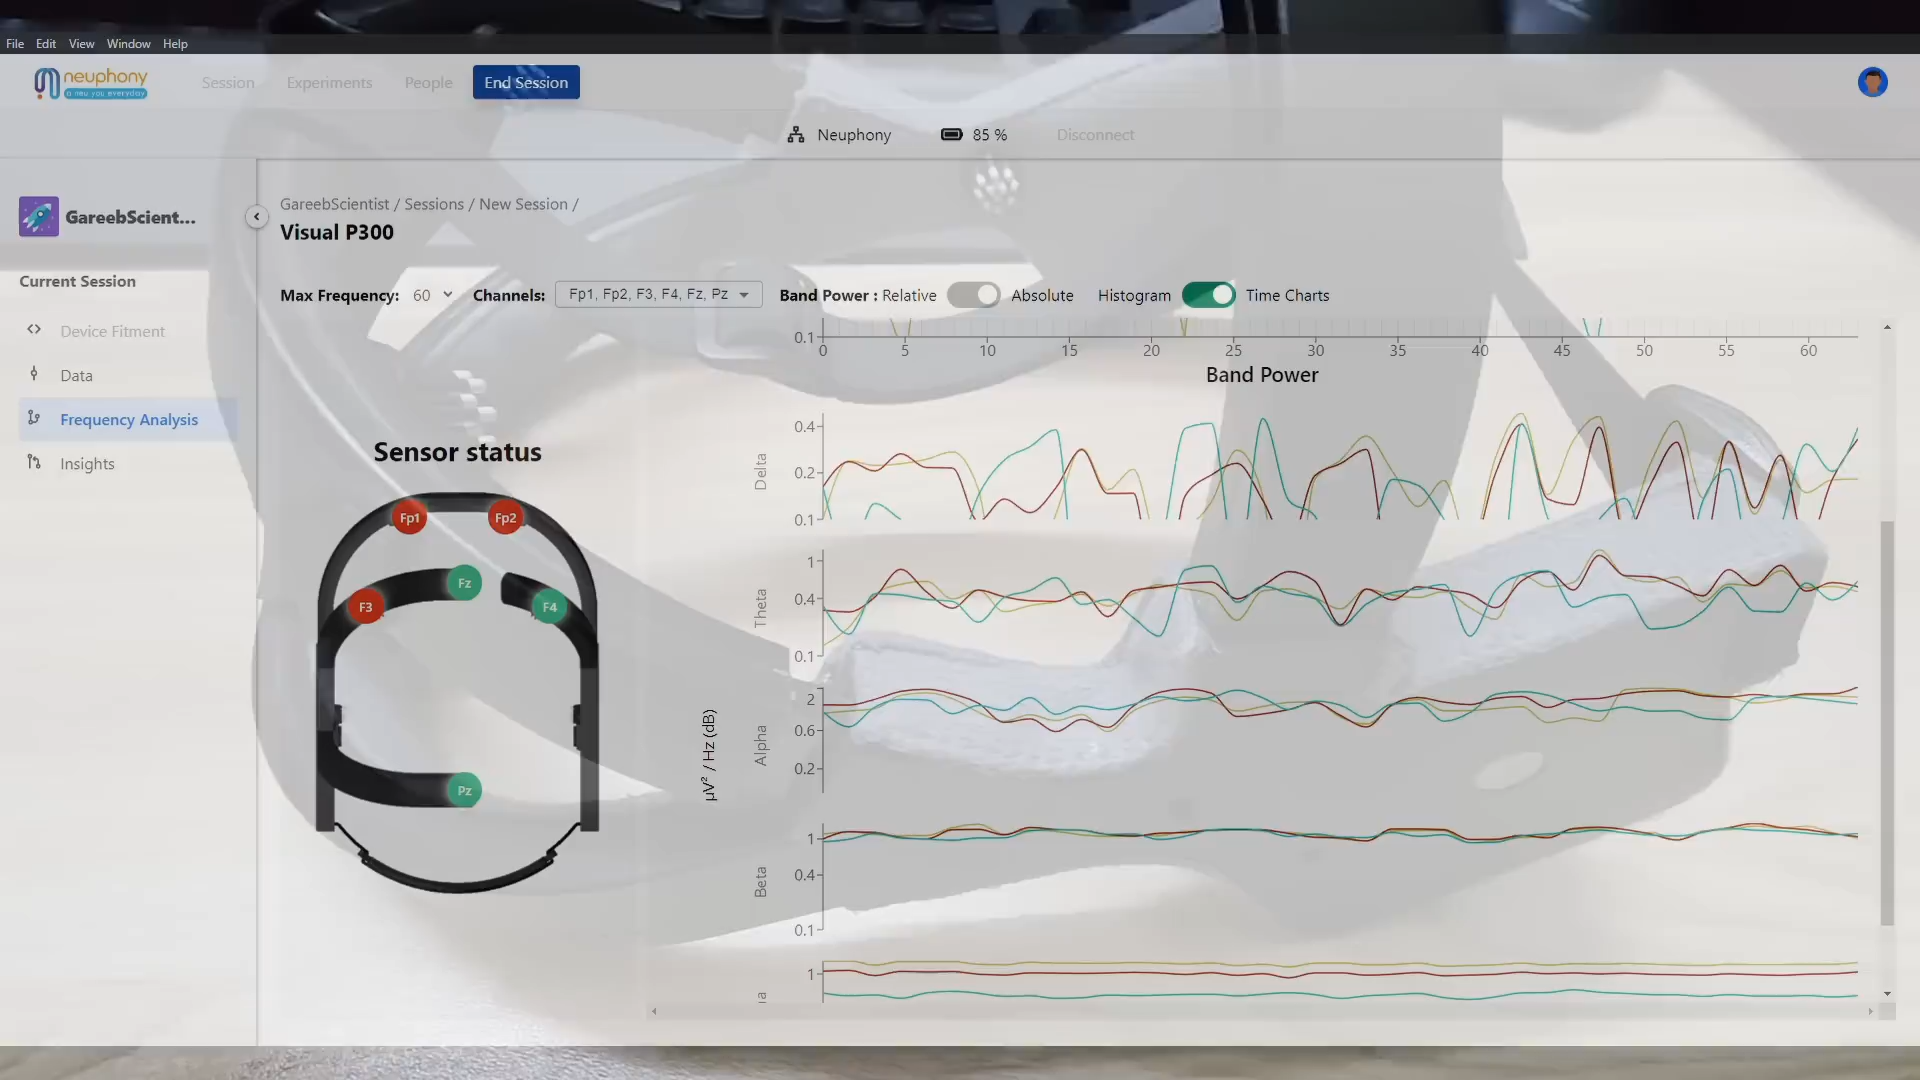 File Edit View Window Help
neuphony
a neu you everyday
Session Experiments People End Session
Neuphony 85 % Disconnect
GareebScient...
GareebScientist / Sessions / New Session /
Visual P300
Current Session
Device Fitment
Data
Frequency Analysis
Insights
Max Frequency: 60 Channels: Fp1, Fp2, F3, F4, Fz, Pz Band Power : Relative Absolute Histogram Time Charts
Sensor status
Fp1 Fp2
Fz
F3 F4
Pz
0.1
0 5 10 15 20 25 30 35 40 45 50 55 60
Band Power
µV² / Hz (dB)
Delta
0.4
0.2
0.1
Theta
1
0.4
0.1
Alpha
2
0.6
0.2
Beta
1
0.4
0.1
1